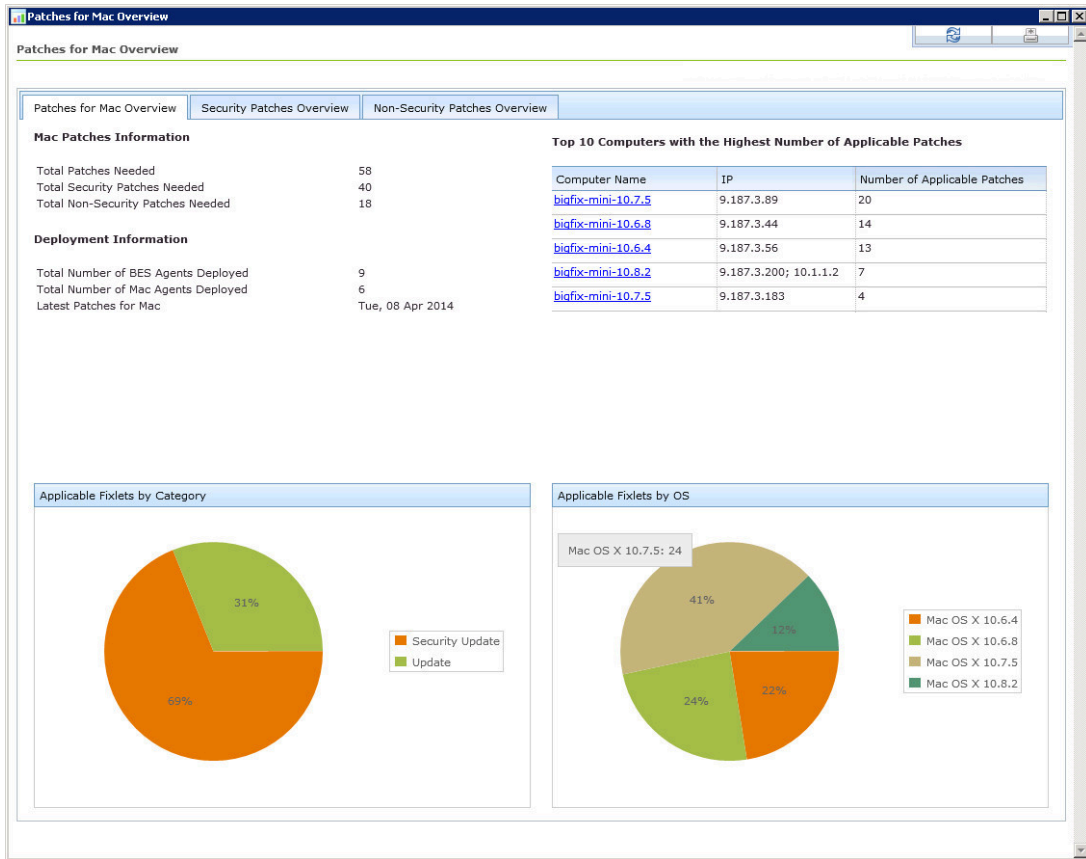 Patches for Mac Overview
Patches for Mac Overview
Patches for Mac Overview
Security Patches Overview
Non-Security Patches Overview
Mac Patches Information
Total Patches Needed 58
Total Security Patches Needed 40
Total Non-Security Patches Needed 18
Deployment Information
Total Number of BES Agents Deployed 9
Total Number of Mac Agents Deployed 6
Latest Patches for Mac Tue, 08 Apr 2014
Top 10 Computers with the Highest Number of Applicable Patches
Computer Name IP Number of Applicable Patches
bigfix-mini-10.7.5 9.187.3.89 20
bigfix-mini-10.6.8 9.187.3.44 14
bigfix-mini-10.6.4 9.187.3.56 13
bigfix-mini-10.8.2 9.187.3.200; 10.1.1.2 7
bigfix-mini-10.7.5 9.187.3.183 4
Applicable Fixlets by Category
31%
69%
Security Update
Update
Applicable Fixlets by OS
Mac OS X 10.7.5: 24
41%
12%
24%
22%
Mac OS X 10.6.4
Mac OS X 10.6.8
Mac OS X 10.7.5
Mac OS X 10.8.2